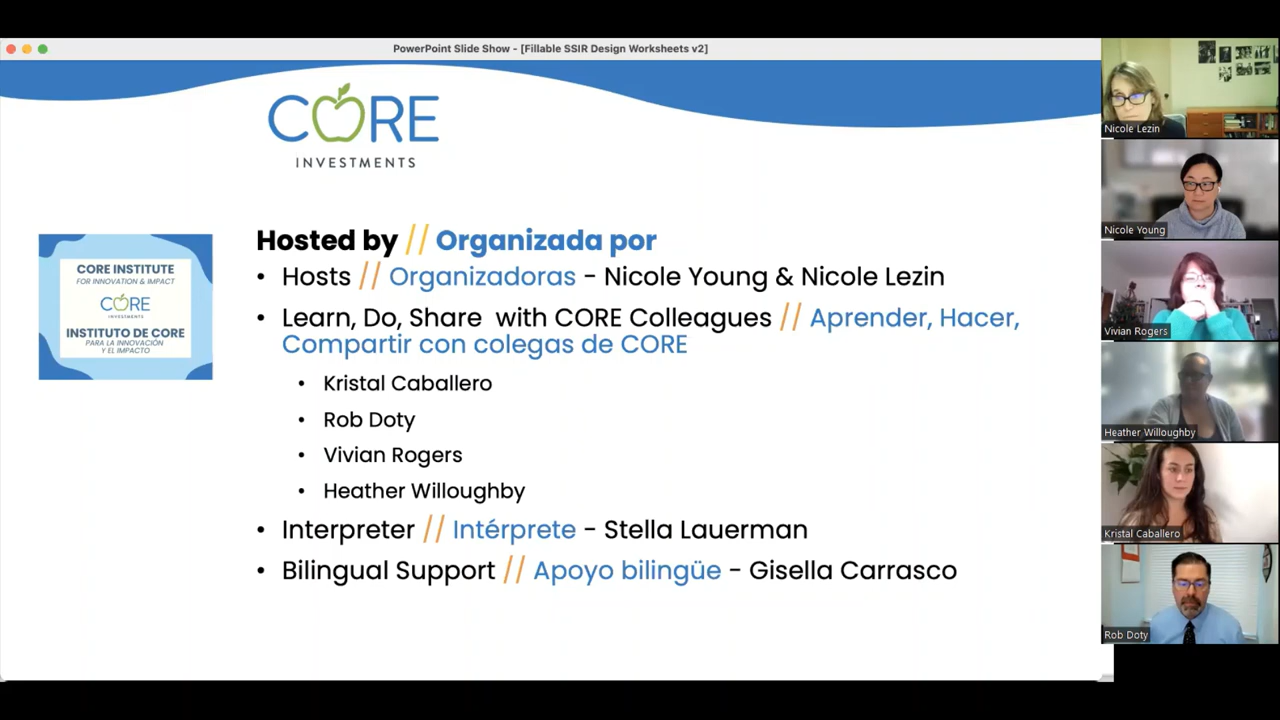 PowerPoint Slide Show - [Fillable SSIR Design Worksheets v2]
CORE
INVESTMENTS
CORE INSTITUTE
FOR INNOVATION & IMPACT
CORE
INVESTMENTS
INSTITUTO DE CORE
PARA LA INNOVACIÓN
Y EL IMPACTO
Hosted by // Organizada por
• Hosts // Organizadoras - Nicole Young & Nicole Lezin
• Learn, Do, Share with CORE Colleagues // Aprender, Hacer,
Compartir con colegas de CORE
• Kristal Caballero
• Rob Doty
• Vivian Rogers
• Heather Willoughby
• Interpreter // Intérprete - Stella Lauerman
• Bilingual Support // Apoyo bilingüe - Gisella Carrasco
Nicole Lezin
Nicole Young
Vivian Rogers
Heather Willoughby
Kristal Caballero
Rob Doty